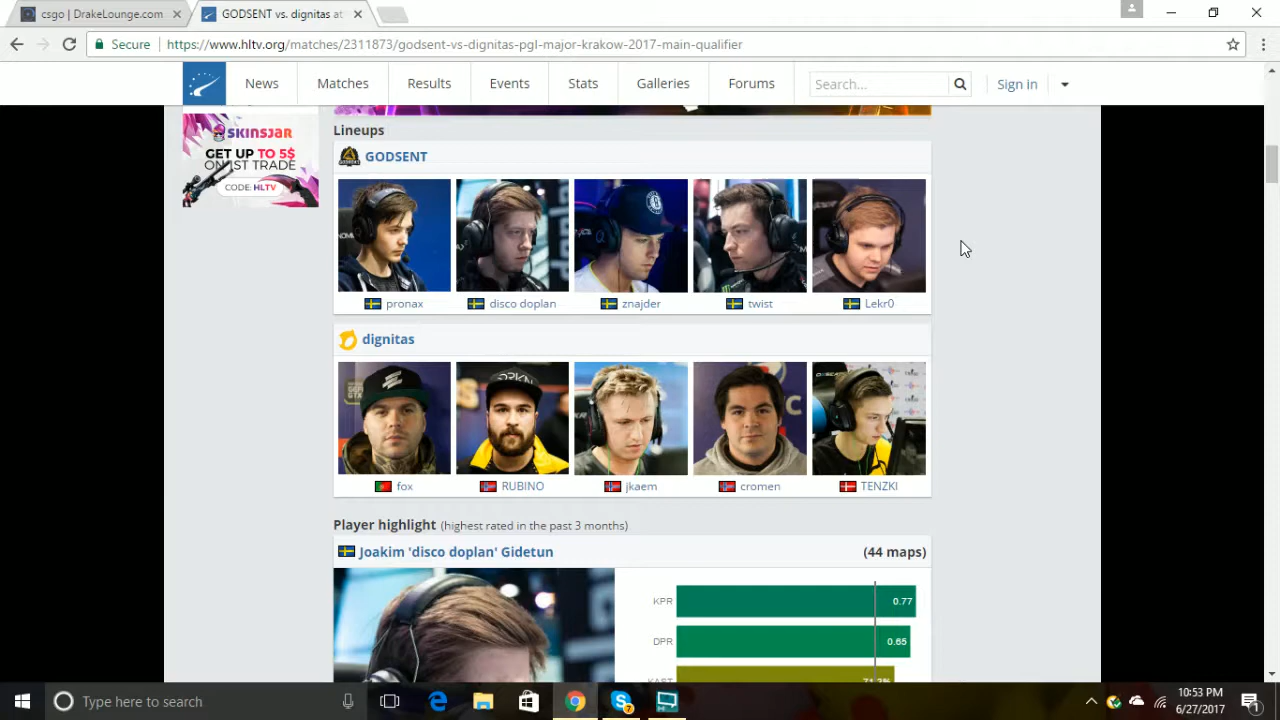 csgo | DrakeLounge.com
GODSENT vs. dignitas at
Secure
https://www.hltv.org/matches/2311873/godsent-vs-dignitas-pgl-major-krakow-2017-main-qualifier
News Matches Results Events Stats Galleries Forums Search... Sign in
SKINSJAR
GET UP TO 5$
ON 1ST TRADE
CODE: HLTV
Lineups
GODSENT
pronax disco doplan znajder twist Lekr0
dignitas
fox RUBINO jkaem cromen TENZKI
Player highlight (highest rated in the past 3 months)
Joakim 'disco doplan' Gidetun (44 maps)
KPR 0.77
DPR 0.65
KAST
Type here to search
10:53 PM
6/27/2017